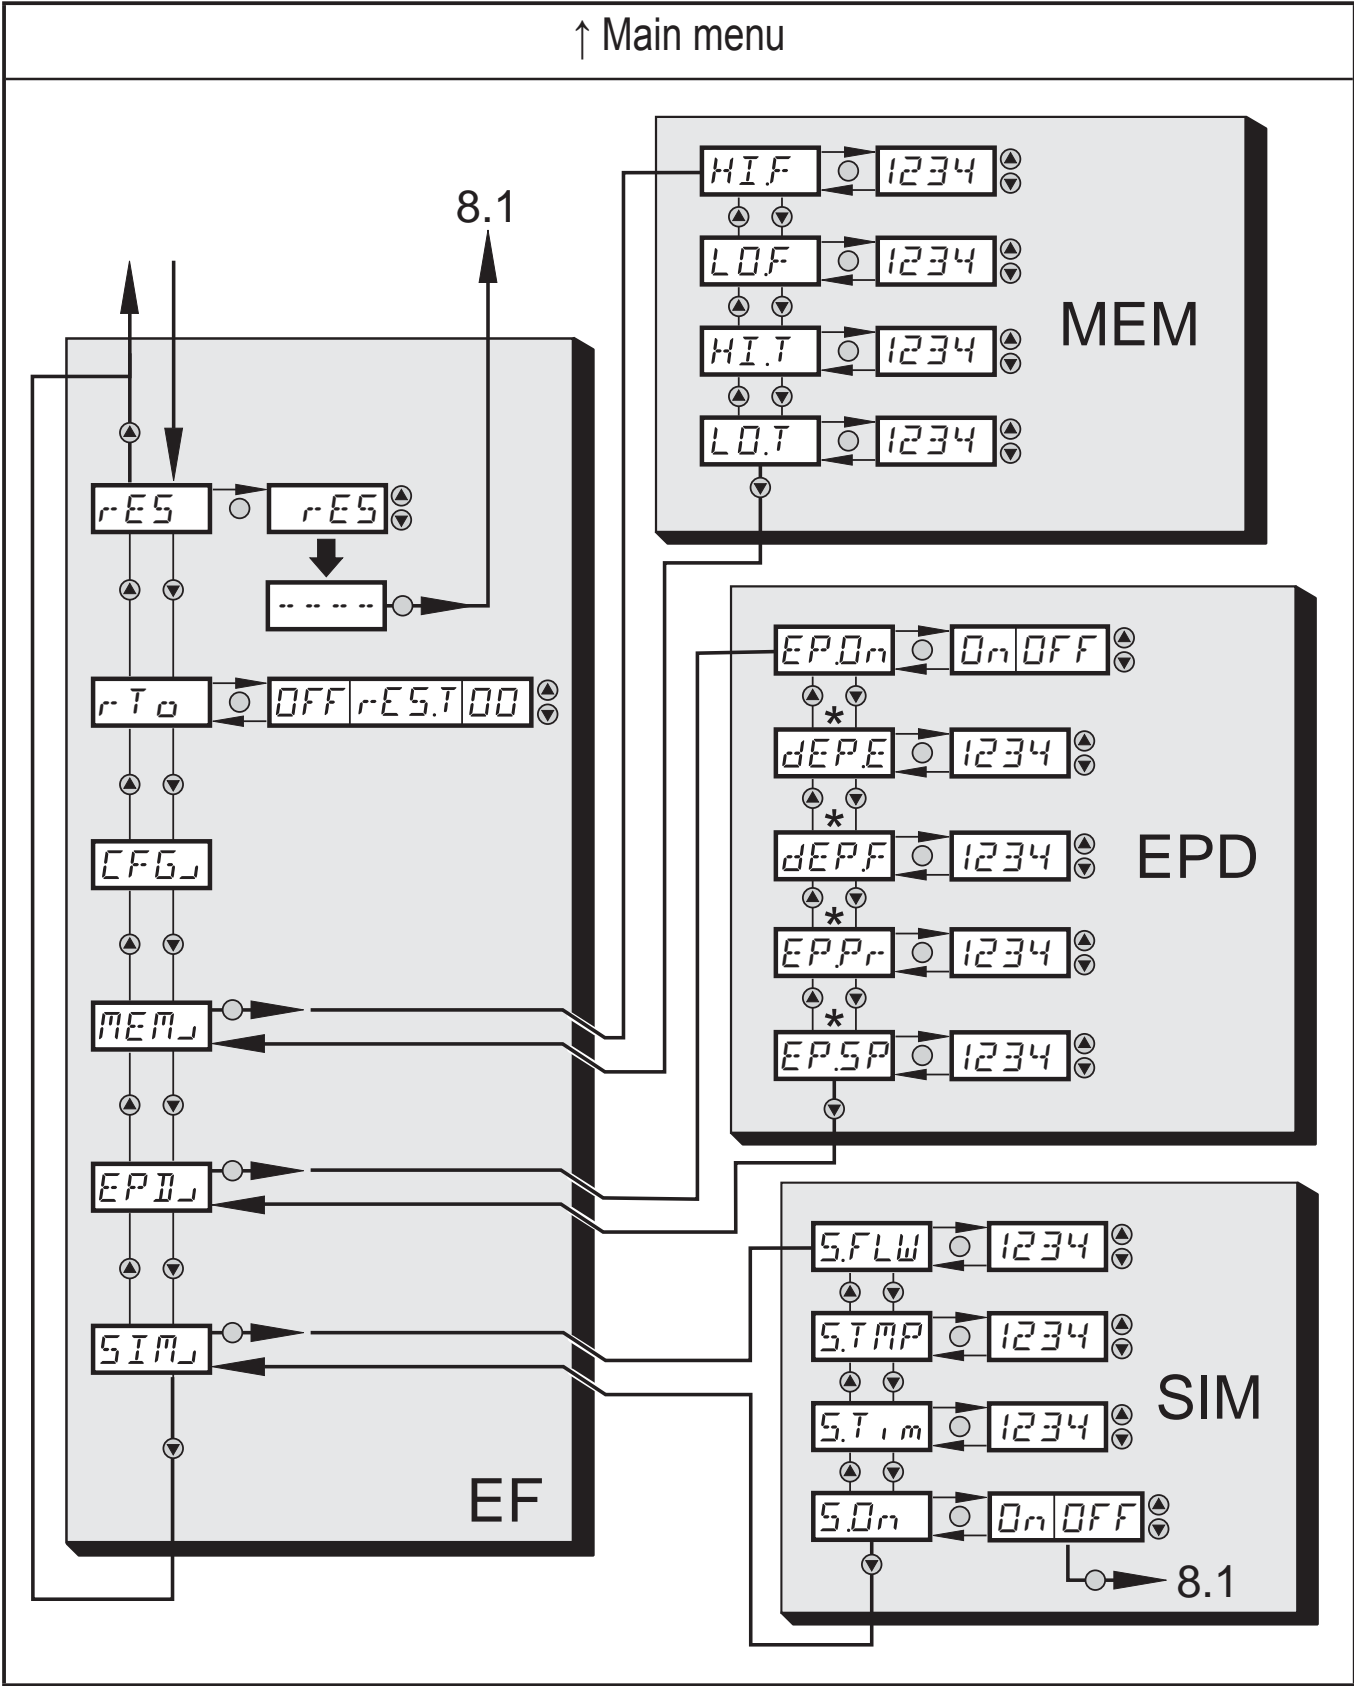 ↑ Main menu
8.1
rES
rES
----
rTo
OFF rES.T 00
CFG
MEM
EPD
SIM
EF
HI.F 1234
LO.F 1234
HI.T 1234
LO.T 1234
MEM
EP.On On OFF
*
dEP.E 1234
*
dEP.F 1234
*
EP.Pr 1234
*
EP.SP 1234
EPD
S.FLW 1234
S.TMP 1234
S.Tim 1234
S.On On OFF
8.1
SIM